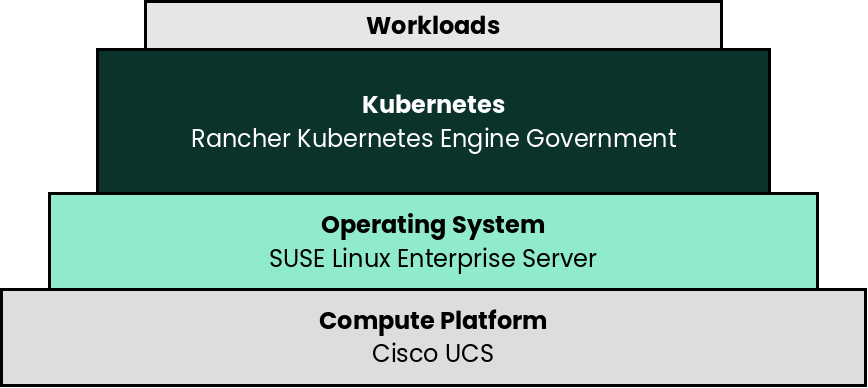 Workloads
Kubernetes
Rancher Kubernetes Engine Government
Operating System
SUSE Linux Enterprise Server
Compute Platform
Cisco UCS